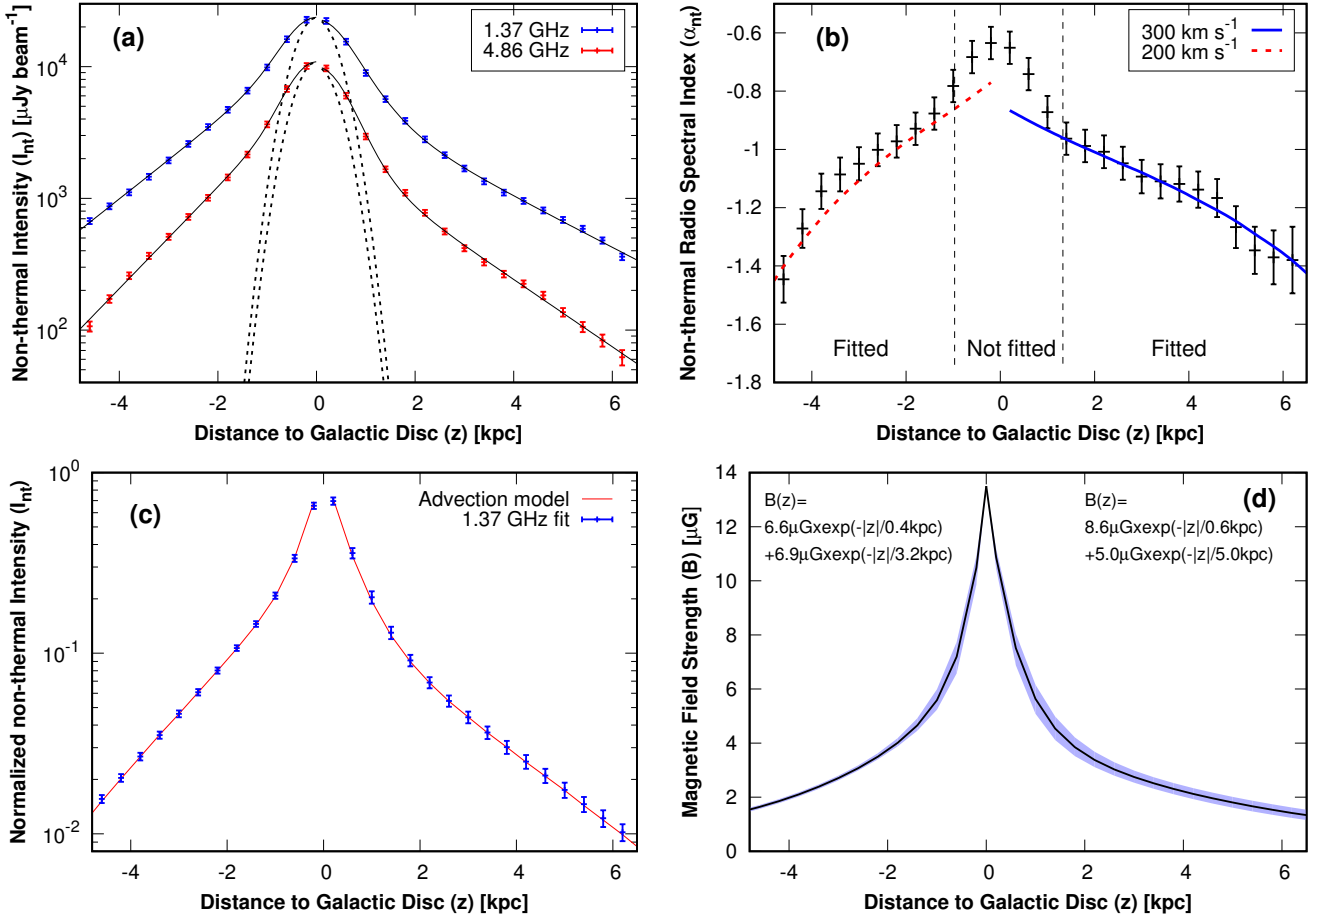 (a)
1.37 GHz
4.86 GHz
Non-thermal Intensity (I_nt) [μJy beam^-1]
10^4
10^3
10^2
-4 -2 0 2 4 6
Distance to Galactic Disc (z) [kpc]
(b)
300 km s^-1
200 km s^-1
Non-thermal Radio Spectral Index (α_nt)
-0.6
-0.8
-1
-1.2
-1.4
-1.6
-1.8
Fitted Not fitted Fitted
-4 -2 0 2 4 6
Distance to Galactic Disc (z) [kpc]
(c)
Advection model
1.37 GHz fit
Normalized non-thermal Intensity (I_nt)
10^0
10^-1
10^-2
-4 -2 0 2 4 6
Distance to Galactic Disc (z) [kpc]
(d)
B(z)=
6.6μGxexp(-|z|/0.4kpc)
+6.9μGxexp(-|z|/3.2kpc)
B(z)=
8.6μGxexp(-|z|/0.6kpc)
+5.0μGxexp(-|z|/5.0kpc)
Magnetic Field Strength (B) [μG]
14
12
10
8
6
4
2
0
-4 -2 0 2 4 6
Distance to Galactic Disc (z) [kpc]